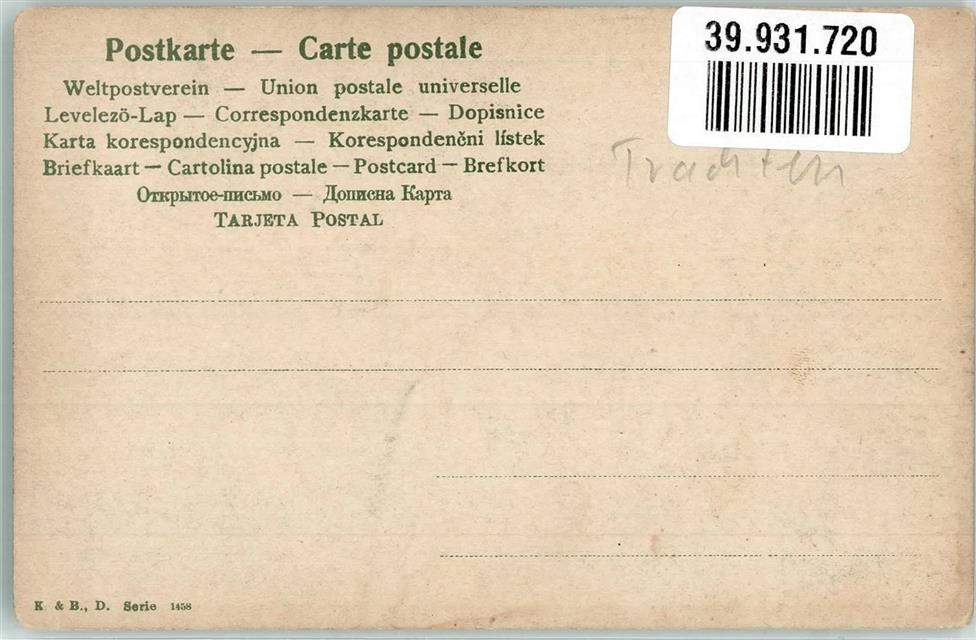 Postkarte — Carte postale
Weltpostverein — Union postale universelle
Levelezö-Lap — Correspondenzkarte — Dopisnice
Karta korespondencyjna — Korespondenčni lístek
Briefkaart — Cartolina postale — Postcard — Brefkort
Открытое-письмо — Дописна Карта
TARJETA POSTAL
39.931.720
Trachten
K. & B., D. Serie 1458